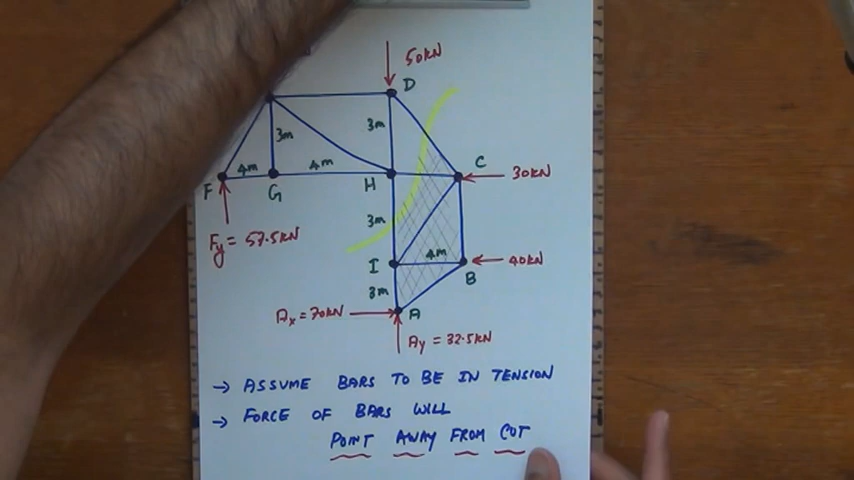 50kN
D
3m
3m
4m
4m
C
30kN
F
G
H
3m
Fy = 57.5kN
I
4m
40kN
B
3m
Ax = 70kN
A
Ay = 32.5kN
→ ASSUME BARS TO BE IN TENSION
→ FORCE OF BARS WILL
POINT AWAY FROM CUT